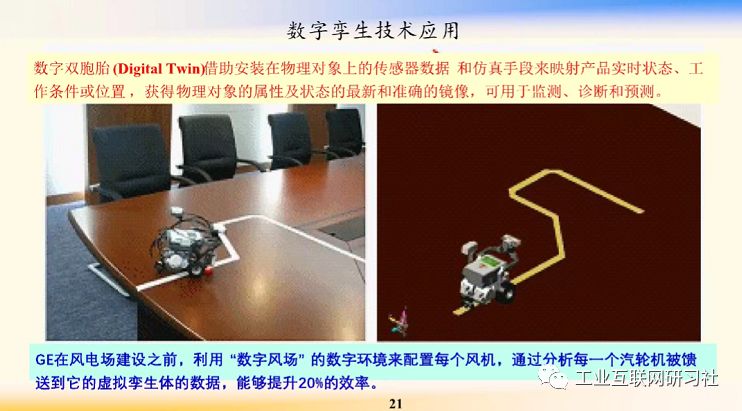 数字孪生技术应用
数字双胞胎 (Digital Twin)借助安装在物理对象上的传感器数据 和仿真手段来映射产品实时状态、工
作条件或位置 ，获得物理对象的属性及状态的最新和准确的镜像，可用于监测、诊断和预测。
GE在风电场建设之前，利用 “数字风场” 的数字环境来配置每个风机，通过分析每一个汽轮机被馈
送到它的虚拟孪生体的数据，能够提升20%的效率。
工业互联网研习社
21